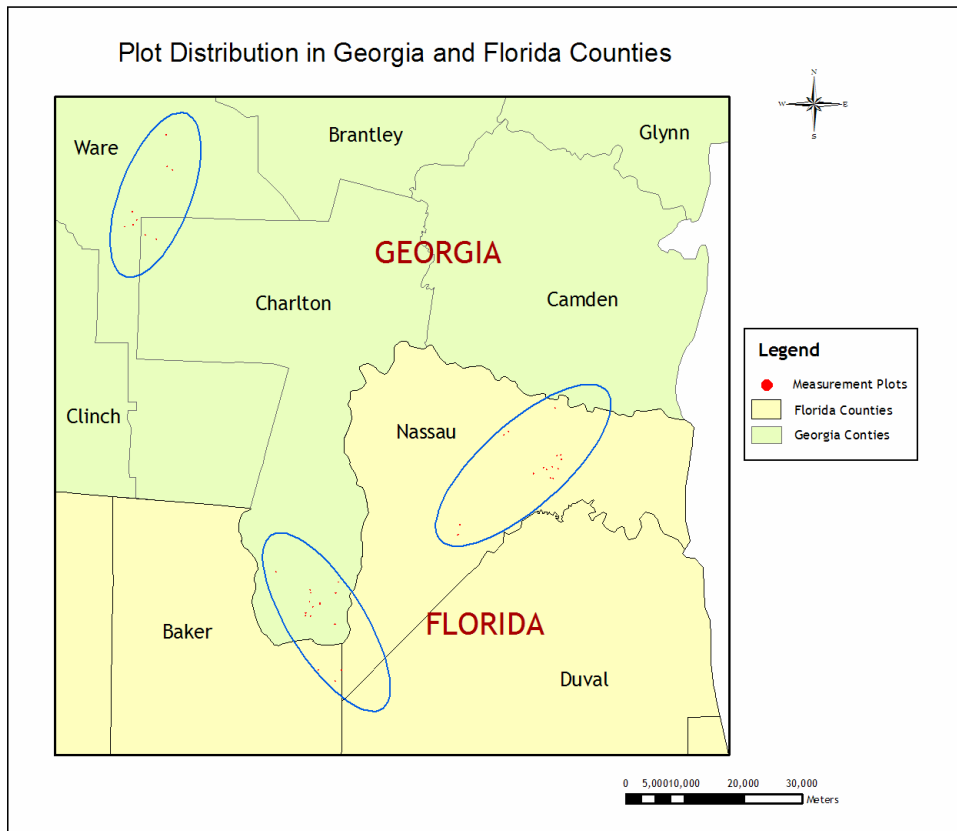 Plot Distribution in Georgia and Florida Counties
N
W E
S
Ware
Brantley
Glynn
GEORGIA
Charlton
Camden
Legend
Measurement Plots
Florida Counties
Georgia Conties
Clinch
Nassau
Baker
FLORIDA
Duval
0 5,00010,000 20,000 30,000
Meters